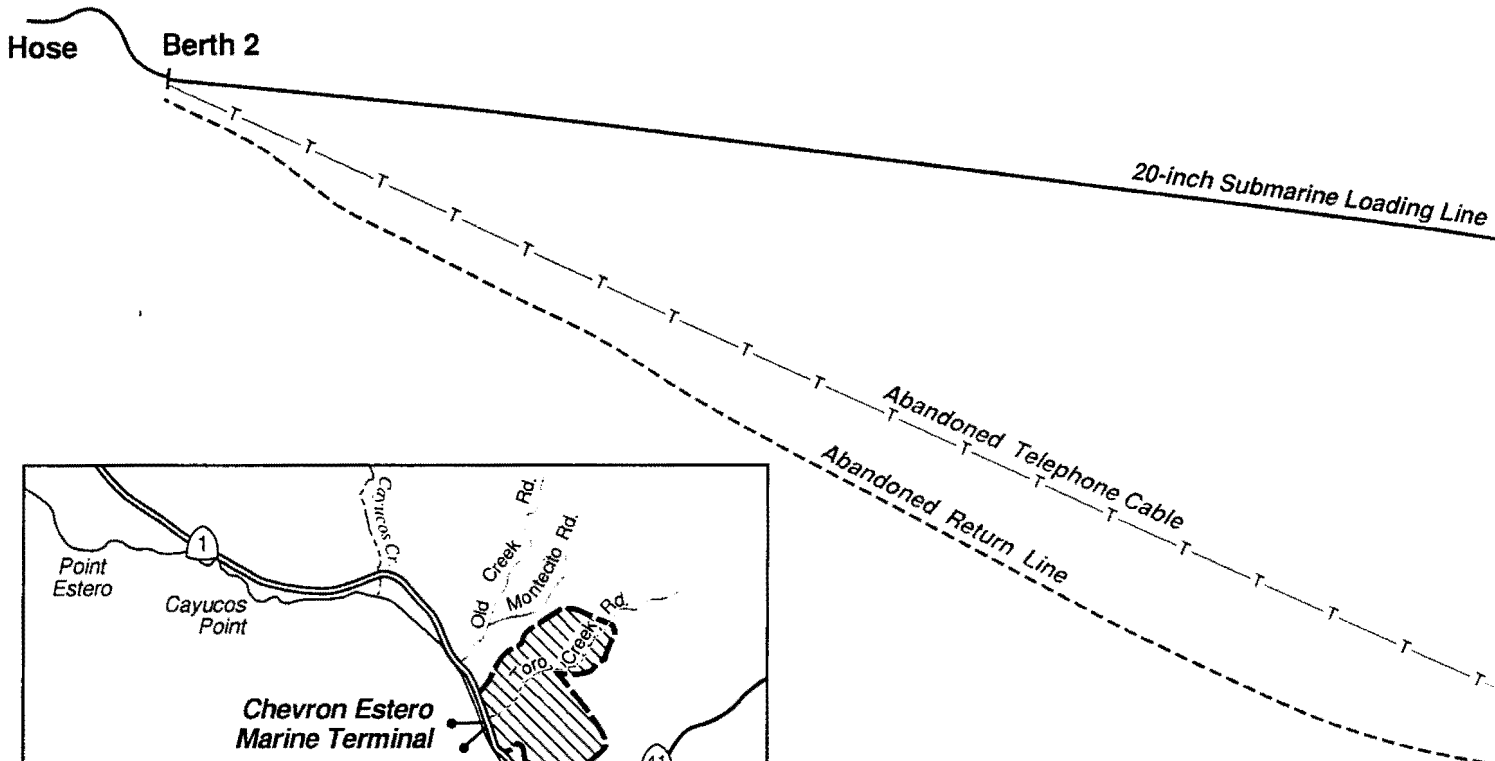 Hose
Berth 2
20-inch Submarine Loading Line
Abandoned Telephone Cable
Abandoned Return Line
T T T T T T T T T T T T T T T T T T
1
Point
Estero
Cayucos
Point
Cayucos Cr.
Old Creek Rd.
Montecito Rd.
Toro Creek Rd.
Chevron Estero
Marine Terminal
41